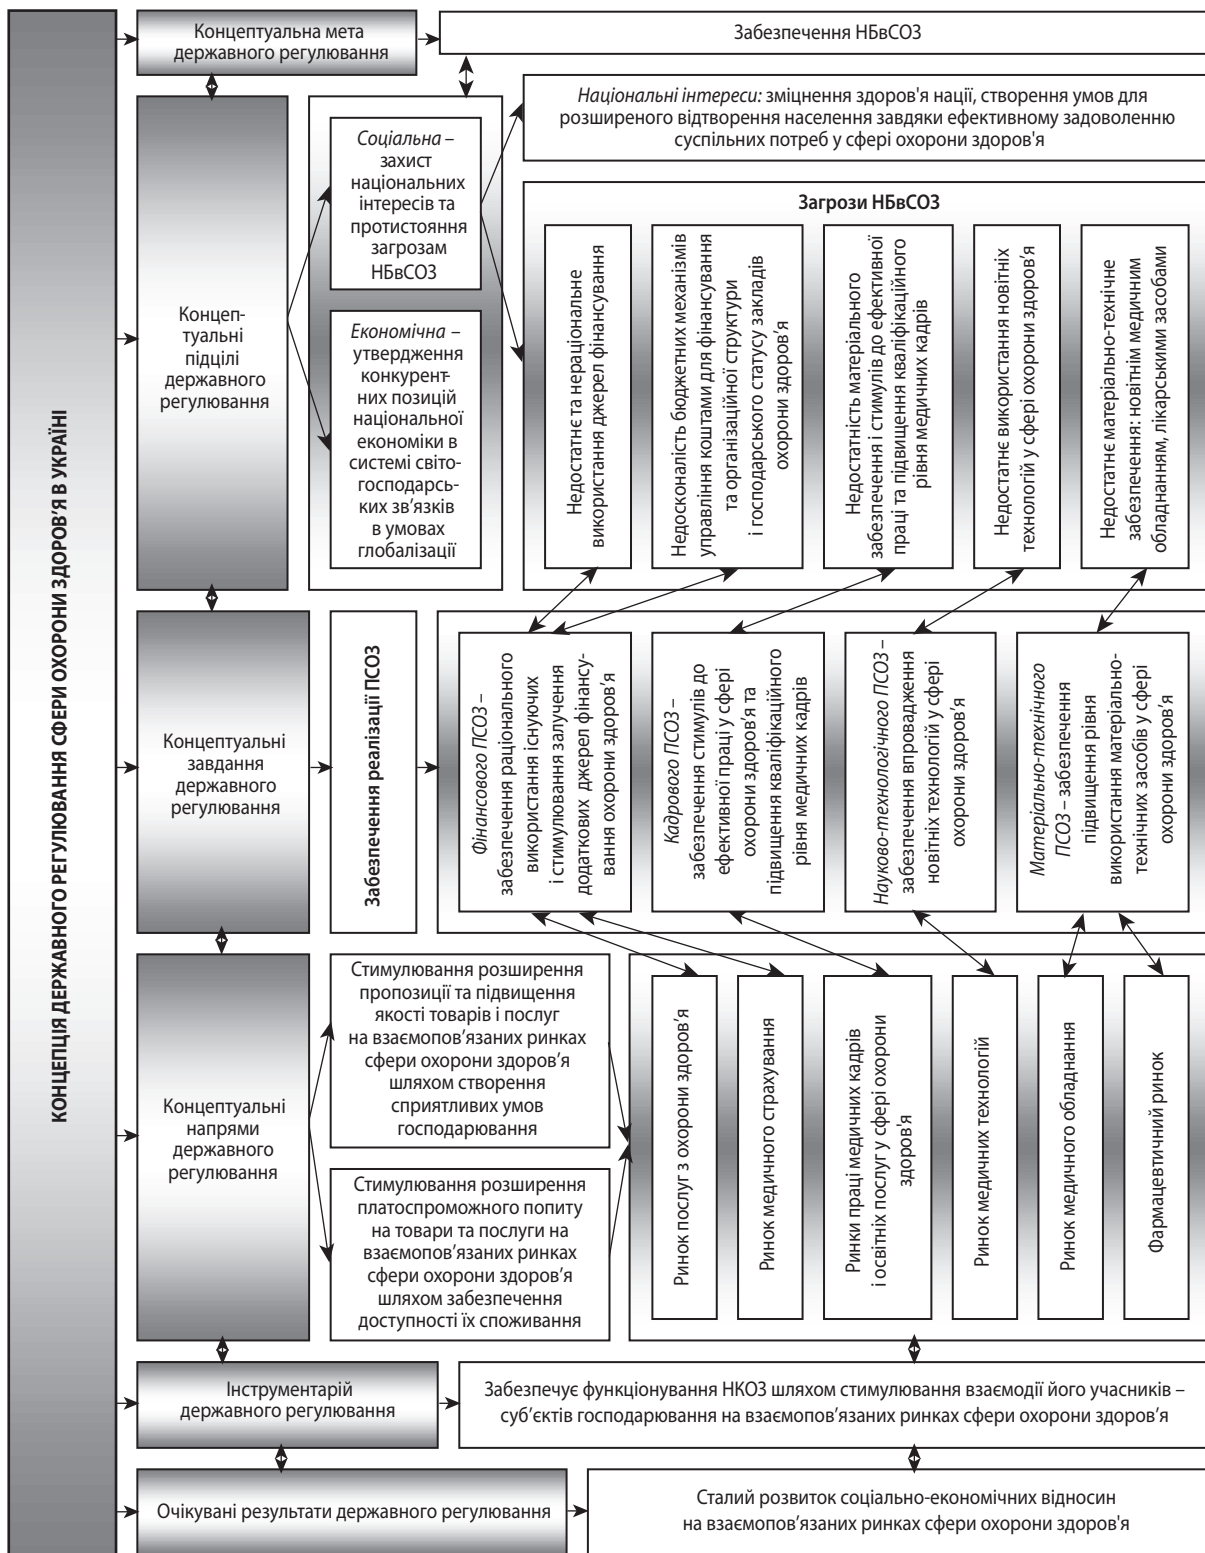 КОНЦЕПЦІЯ ДЕРЖАВНОГО РЕГУЛЮВАННЯ СФЕРИ ОХОРОНИ ЗДОРОВ'Я В УКРАЇНІ
Концептуальна мета
державного регулювання
Забезпечення НБвСОЗ
Концеп-
туальні
підцілі
державного
регулювання
Соціальна –
захист
національних
інтересів та
протистояння
загрозам
НБвСОЗ
Економічна –
утвердження
конкурент-
них позицій
національної
економіки в
системі світо-
господарсь-
ких зв'язків
в умовах
глобалізації
Національні інтереси: зміцнення здоров'я нації, створення умов для
розширеного відтворення населення завдяки ефективному задоволенню
суспільних потреб у сфері охорони здоров'я
Загрози НБвСОЗ
Недостатнє та нераціональне
використання джерел фінансування
Недосконалість бюджетних механізмів
управління коштами для фінансування
та організаційної структури
і господарського статусу закладів
охорони здоров'я
Недостатність матеріального
забезпечення і стимулів до ефективної
праці та підвищення кваліфікаційного
рівня медичних кадрів
Недостатнє використання новітніх
технологій у сфері охорони здоров'я
Недостатнє матеріально-технічне
забезпечення: новітнім медичним
обладнанням, лікарськими засобами
Концептуальні
завдання
державного
регулювання
Забезпечення реалізації ПСОЗ
Фінансового ПСОЗ –
забезпечення раціонального
використання існуючих
і стимулювання залучення
додаткових джерел фінансу-
вання охорони здоров'я
Кадрового ПСОЗ –
забезпечення стимулів до
ефективної праці у сфері
охорони здоров'я та
підвищення кваліфікаційного
рівня медичних кадрів
Науково-технологічного ПСОЗ –
забезпечення впровадження
новітніх технологій у сфері
охорони здоров'я
Матеріально-технічного
ПСОЗ – забезпечення
підвищення рівня
використання матеріально-
технічних засобів у сфері
охорони здоров'я
Концептуальні
напрями
державного
регулювання
Стимулювання розширення
пропозиції та підвищення
якості товарів і послуг
на взаємопов'язаних ринках
сфери охорони здоров'я
шляхом створення
сприятливих умов
господарювання
Стимулювання розширення
платоспроможного попиту
на товари та послуги на
взаємопов'язаних ринках
сфери охорони здоров'я
шляхом забезпечення
доступності їх споживання
Ринок послуг з охорони здоров'я
Ринок медичного страхування
Ринки праці медичних кадрів
і освітніх послуг у сфері охорони
здоров'я
Ринок медичних технологій
Ринок медичного обладнання
Фармацевтичний ринок
Інструментарій
державного регулювання
Забезпечує функціонування НКОЗ шляхом стимулювання взаємодії його учасників –
суб'єктів господарювання на взаємопов'язаних ринках сфери охорони здоров'я
Очікувані результати державного регулювання
Сталий розвиток соціально-економічних відносин
на взаємопов'язаних ринках сфери охорони здоров'я